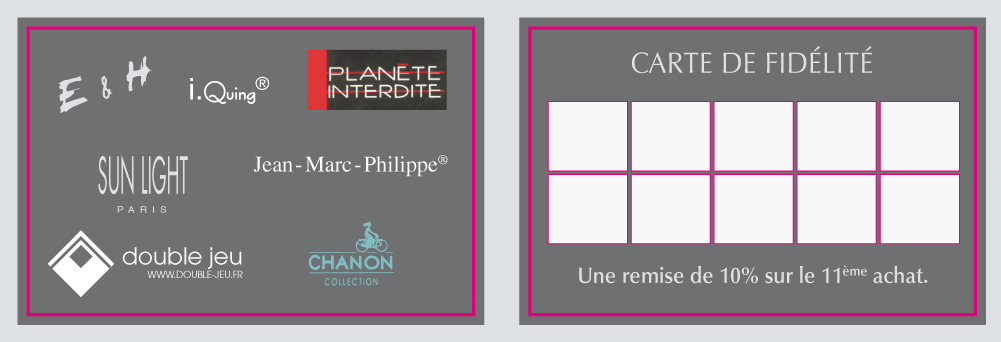 E & H
i.Quing®
PLANÈTE
INTERDITE
SUN LIGHT
PARIS
Jean-Marc-Philippe®
double jeu
WWW.DOUBLE-JEU.FR
CHANON
COLLECTION
CARTE DE FIDÉLITÉ
Une remise de 10% sur le 11ème achat.